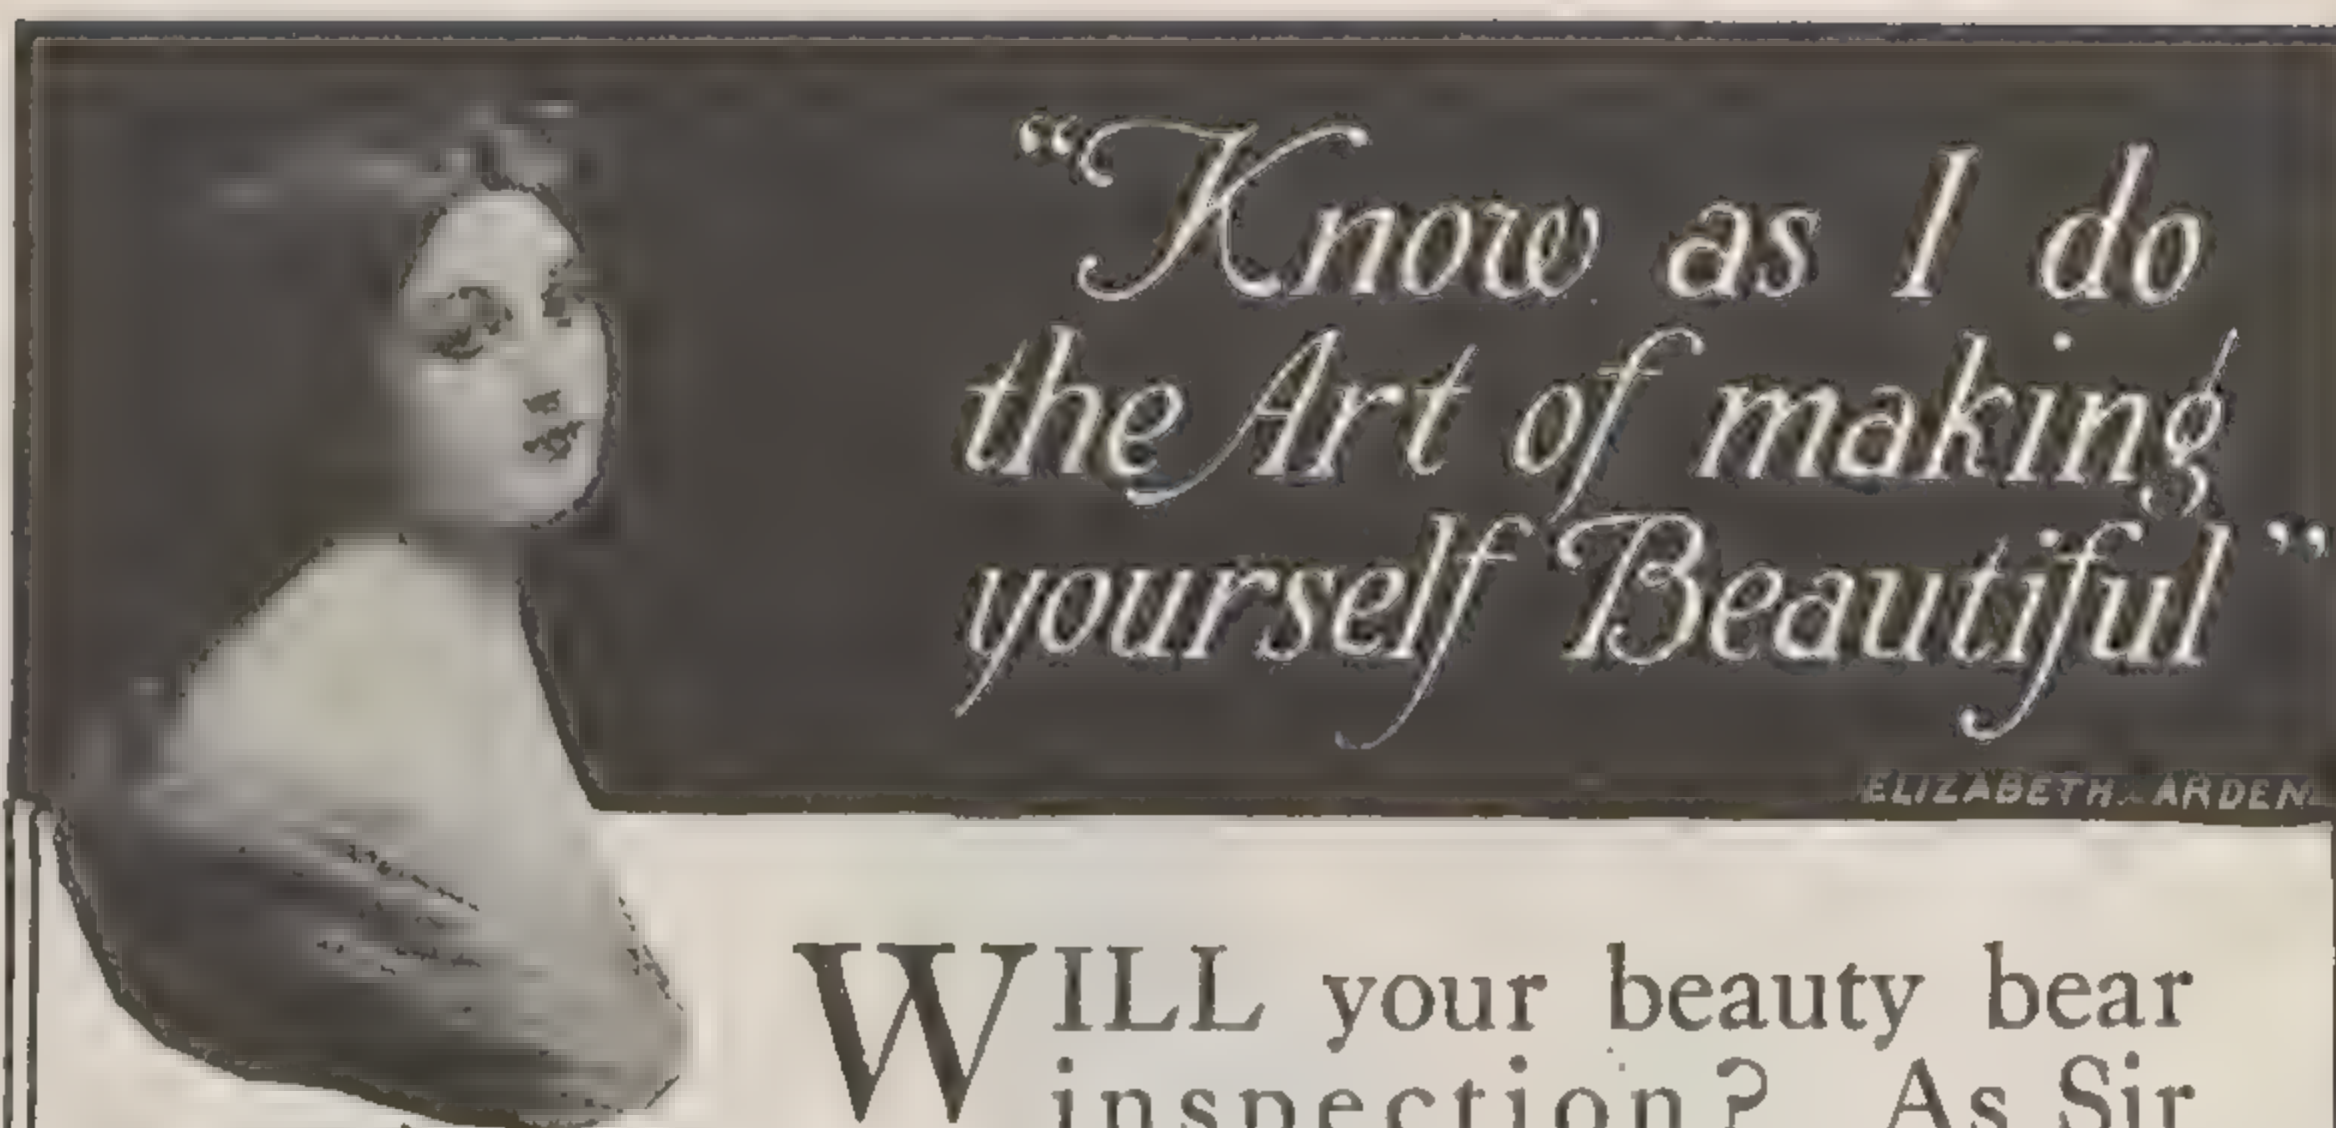 “Know as I do
the Art of making
yourself Beautiful”
ELIZABETH ARDEN
WILL your beauty bear
inspection? As Sir